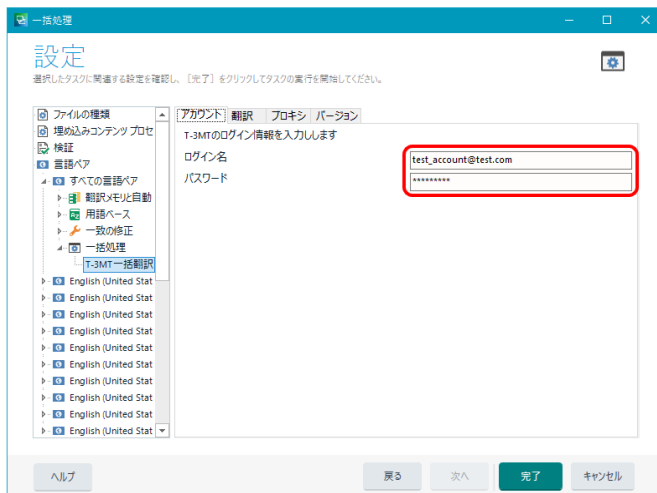 一括処理
設定
選択したタスクに関連する設定を確認し、［完了］をクリックしてタスクの実行を開始してください。
ファイルの種類
埋め込みコンテンツ プロセ
検証
言語ペア
すべての言語ペア
翻訳メモリと自動
用語ベース
一致の修正
一括処理
T-3MT一括翻訳
English (United Stat
English (United Stat
English (United Stat
English (United Stat
English (United Stat
English (United Stat
English (United Stat
English (United Stat
English (United Stat
English (United Stat
アカウント 翻訳 プロキシ バージョン
T-3MTのログイン情報を入力しします
ログイン名
test_account@test.com
パスワード
*********
ヘルプ
戻る
次へ
完了
キャンセル